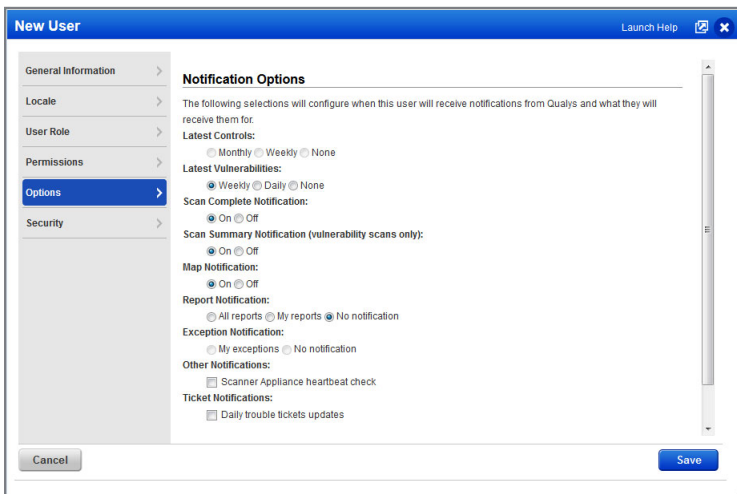 New User
Launch Help
General Information
Locale
User Role
Permissions
Options
Security
Notification Options
The following selections will configure when this user will receive notifications from Qualys and what they will
receive them for.
Latest Controls:
Monthly Weekly None
Latest Vulnerabilities:
Weekly Daily None
Scan Complete Notification:
On Off
Scan Summary Notification (vulnerability scans only):
On Off
Map Notification:
On Off
Report Notification:
All reports My reports No notification
Exception Notification:
My exceptions No notification
Other Notifications:
Scanner Appliance heartbeat check
Ticket Notifications:
Daily trouble tickets updates
Cancel
Save